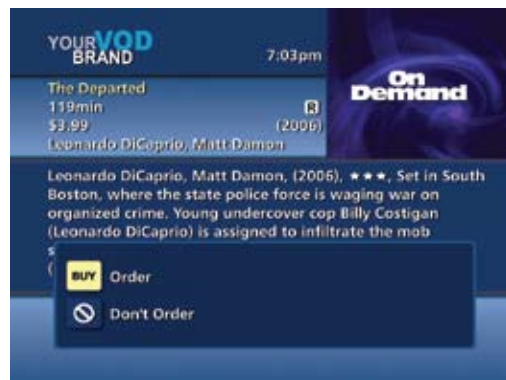 YOUR VOD
BRAND
7:03pm
On
Demand
The Departed
119min
R
$3.99
(2006)
Leonardo DiCaprio, Matt Damon
Leonardo DiCaprio, Matt Damon, (2006), ★★★, Set in South
Boston, where the state police force is waging war on
organized crime. Young undercover cop Billy Costigan
(Leonardo DiCaprio) is assigned to infiltrate the mob
s
(
BUY Order
Don't Order